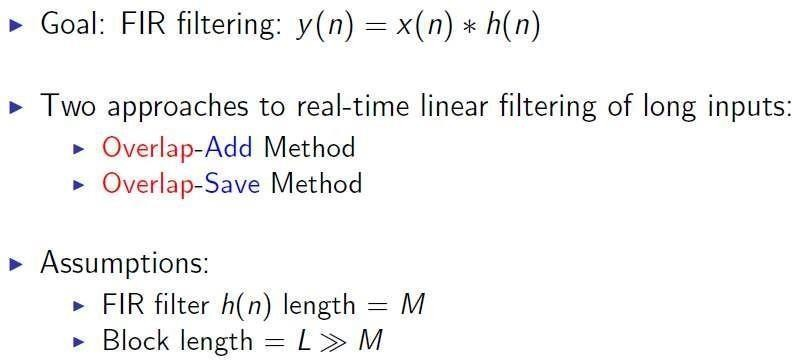 ▶ Goal: FIR filtering: y(n) = x(n) ∗ h(n)
▶ Two approaches to real-time linear filtering of long inputs:
▶ Overlap-Add Method
▶ Overlap-Save Method
▶ Assumptions:
▶ FIR filter h(n) length = M
▶ Block length = L ≫ M